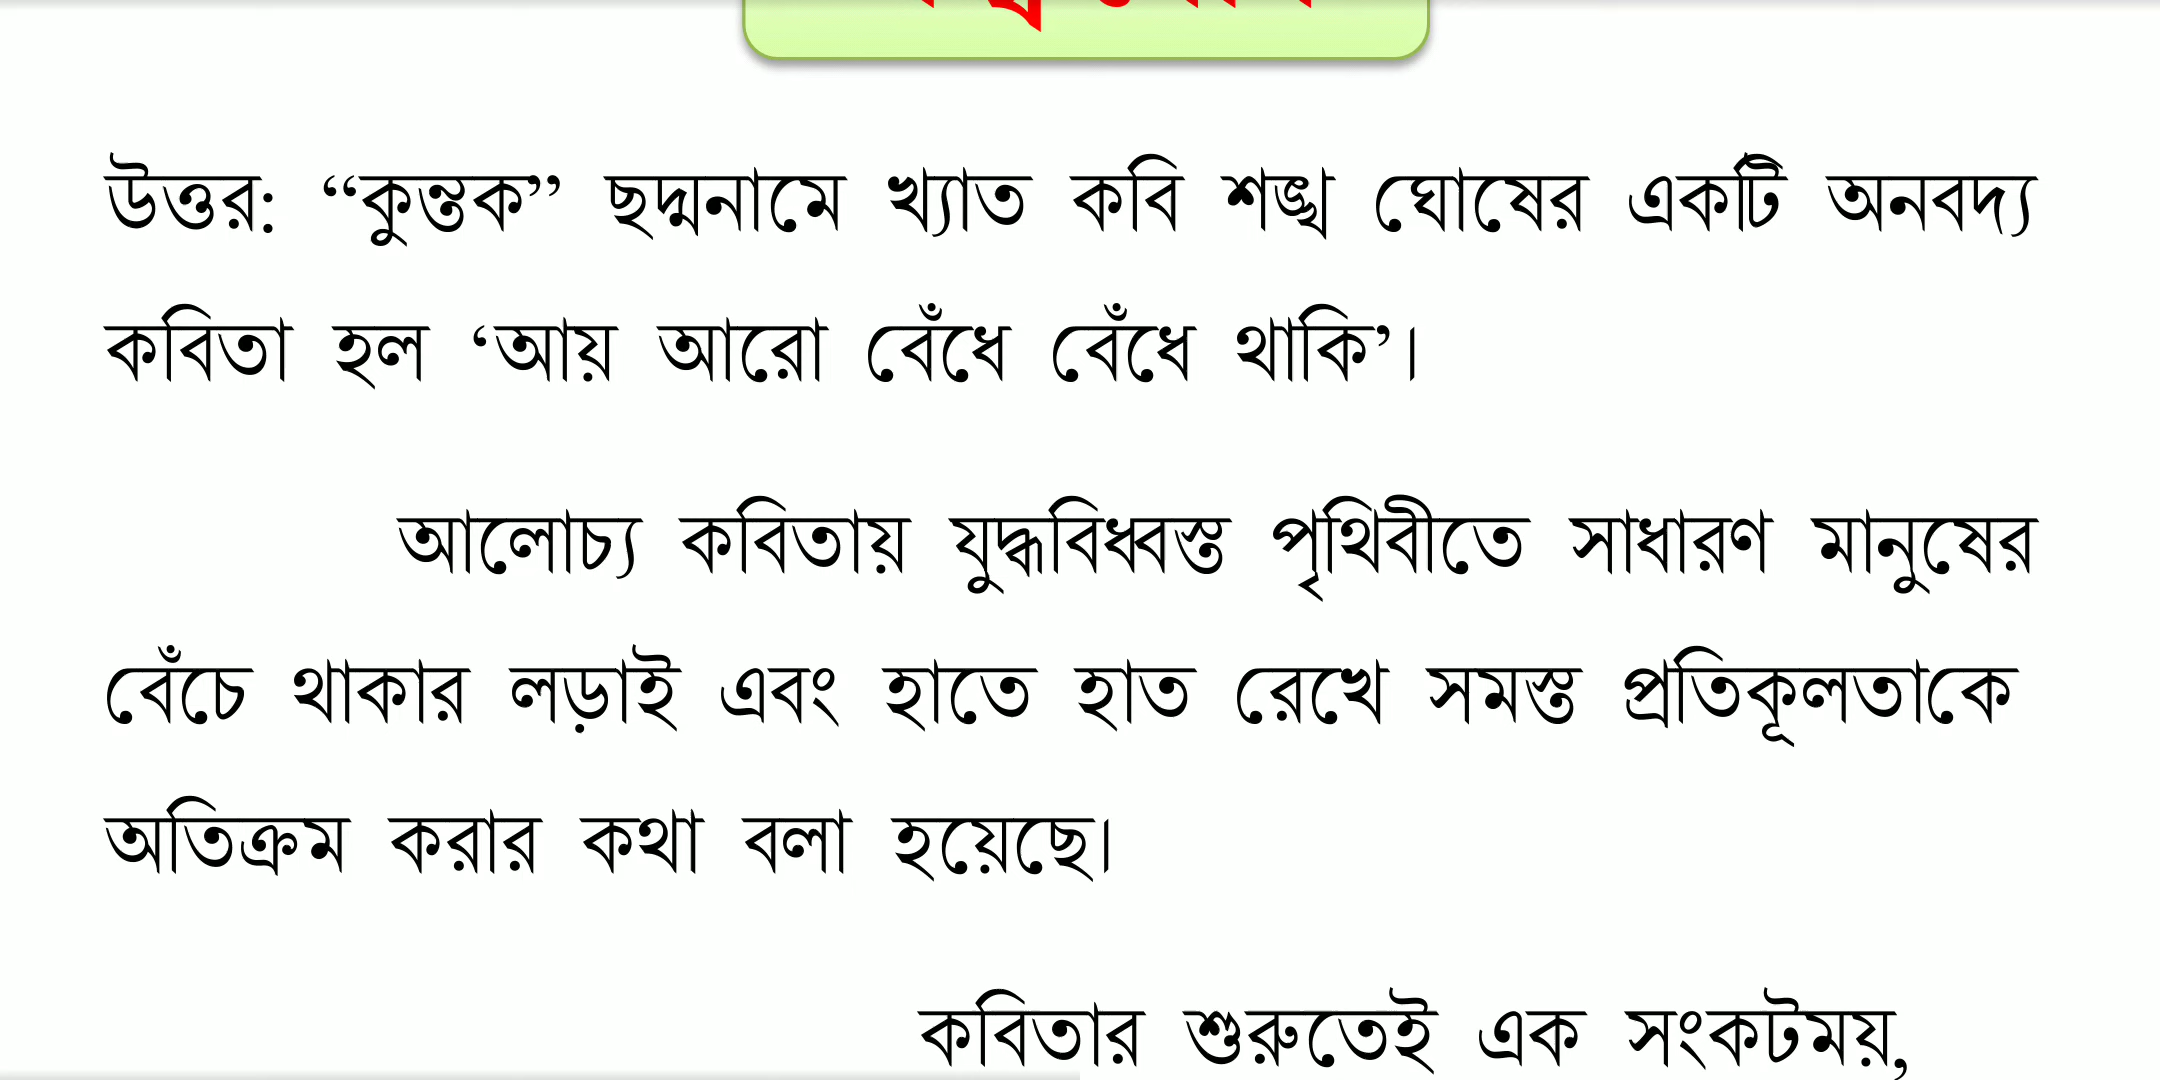 উত্তর: “কুন্তক” ছদ্মনামে খ্যাত কবি শঙ্খ ঘোষের একটি অনবদ্য
কবিতা হল ‘আয় আরো বেঁধে বেঁধে থাকি’।
আলোচ্য কবিতায় যুদ্ধবিধ্বস্ত পৃথিবীতে সাধারণ মানুষের
বেঁচে থাকার লড়াই এবং হাতে হাত রেখে সমস্ত প্রতিকূলতাকে
অতিক্রম করার কথা বলা হয়েছে।
কবিতার শুরুতেই এক সংকটময়,